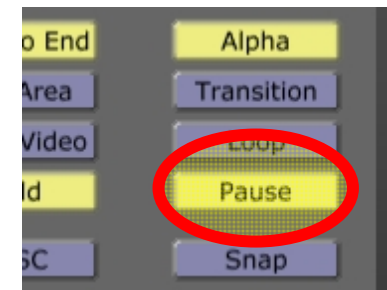 o End Alpha
Area Transition
Video Loop
ld Pause
SC Snap